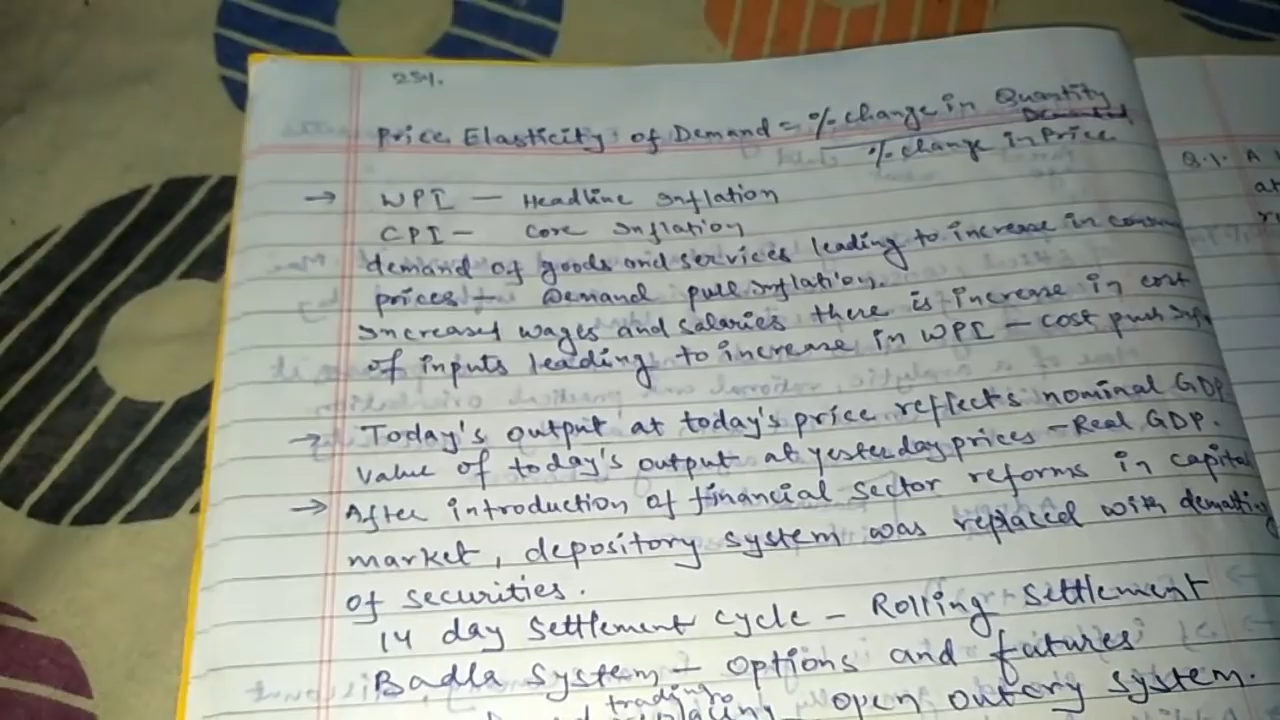 254.
Price Elasticity of Demand = % change in Quantity Demanded
% change in Price
→ WPI — Headline Inflation
CPI — Core Inflation
demand of goods and services leading to increase in consum
prices — Demand pull inflation.
Increased wages and salaries there is increase in cost
of inputs leading to increase in WPI — cost push
→ Today's output at today's price reflects nominal GDP
Value of today's output at yesterday prices — Real GDP.
→ After introduction of financial sector reforms in capital
market, depository system was replaced with dematting
of securities.
14 day settlement cycle — Rolling settlement
Badla system — options and futures
trading
open outcry system.
Q.1. A